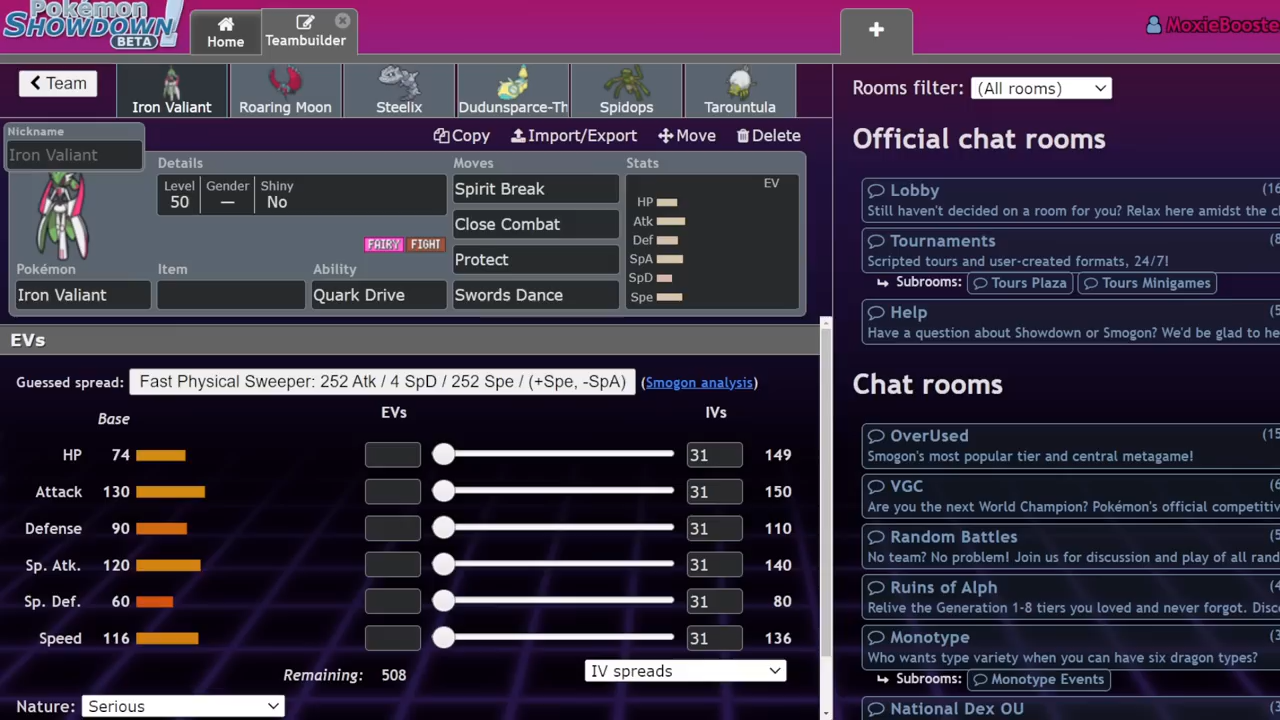 Pokémon
SHOWDOWN!
BETA
Home
Teambuilder
+
MoxieBooste
Team
Iron Valiant
Roaring Moon
Steelix
Dudunsparce-Th
Spidops
Tarountula
Rooms filter: (All rooms)
Nickname
Iron Valiant
Copy
Import/Export
Move
Delete
Details
Level
50
Gender
—
Shiny
No
FAIRY FIGHT
Pokémon
Iron Valiant
Item
Ability
Quark Drive
Moves
Spirit Break
Close Combat
Protect
Swords Dance
Stats
EV
HP
Atk
Def
SpA
SpD
Spe
EVs
Guessed spread: Fast Physical Sweeper: 252 Atk / 4 SpD / 252 Spe / (+Spe, -SpA) (Smogon analysis)
Base EVs IVs
HP 74 31 149
Attack 130 31 150
Defense 90 31 110
Sp. Atk. 120 31 140
Sp. Def. 60 31 80
Speed 116 31 136
Remaining: 508 IV spreads
Nature: Serious
Official chat rooms
Lobby (16
Still haven't decided on a room for you? Relax here amidst the c
Tournaments (8
Scripted tours and user-created formats, 24/7!
Subrooms: Tours Plaza Tours Minigames
Help (5
Have a question about Showdown or Smogon? We'd be glad to he
Chat rooms
OverUsed (15
Smogon's most popular tier and central metagame!
VGC (6
Are you the next World Champion? Pokémon's official competitiv
Random Battles (5
No team? No problem! Join us for discussion and play of all rand
Ruins of Alph (4
Relive the Generation 1-8 tiers you loved and never forgot. Disc
Monotype (3
Who wants type variety when you can have six dragon types?
Subrooms: Monotype Events
National Dex OU (3